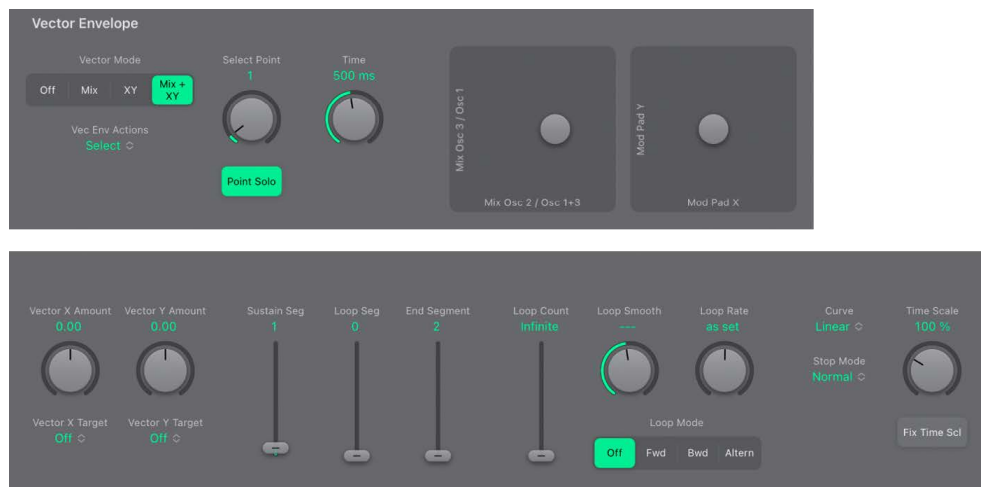 Vector Envelope
Vector Mode
Off Mix XY Mix +
XY
Vec Env Actions
Select
Select Point
1
Point Solo
Time
500 ms
Mix Osc 3 / Osc 1
Mix Osc 2 / Osc 1+3
Mod Pad Y
Mod Pad X
Vector X Amount Vector Y Amount Sustain Seg Loop Seg End Segment Loop Count Loop Smooth Loop Rate Curve Time Scale
0.00 0.00 1 0 2 Infinite --- as set Linear 100 %
Stop Mode
Normal
Vector X Target Vector Y Target Loop Mode
Off Off Fix Time Scl
Off Fwd Bwd Altern